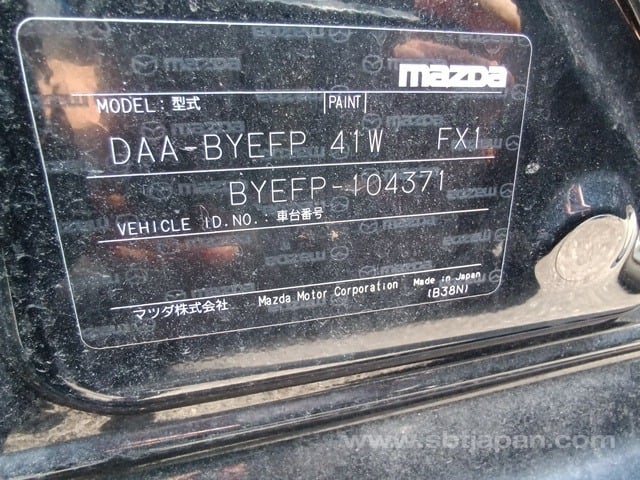 mazda
MODEL: 型式 PAINT
DAA-BYEFP 41W FX1
BYEFP-104371
VEHICLE ID.NO.: 車台番号
マツダ株式会社 Mazda Motor Corporation Made in Japan
(B38N)
www.sbtjapan.com